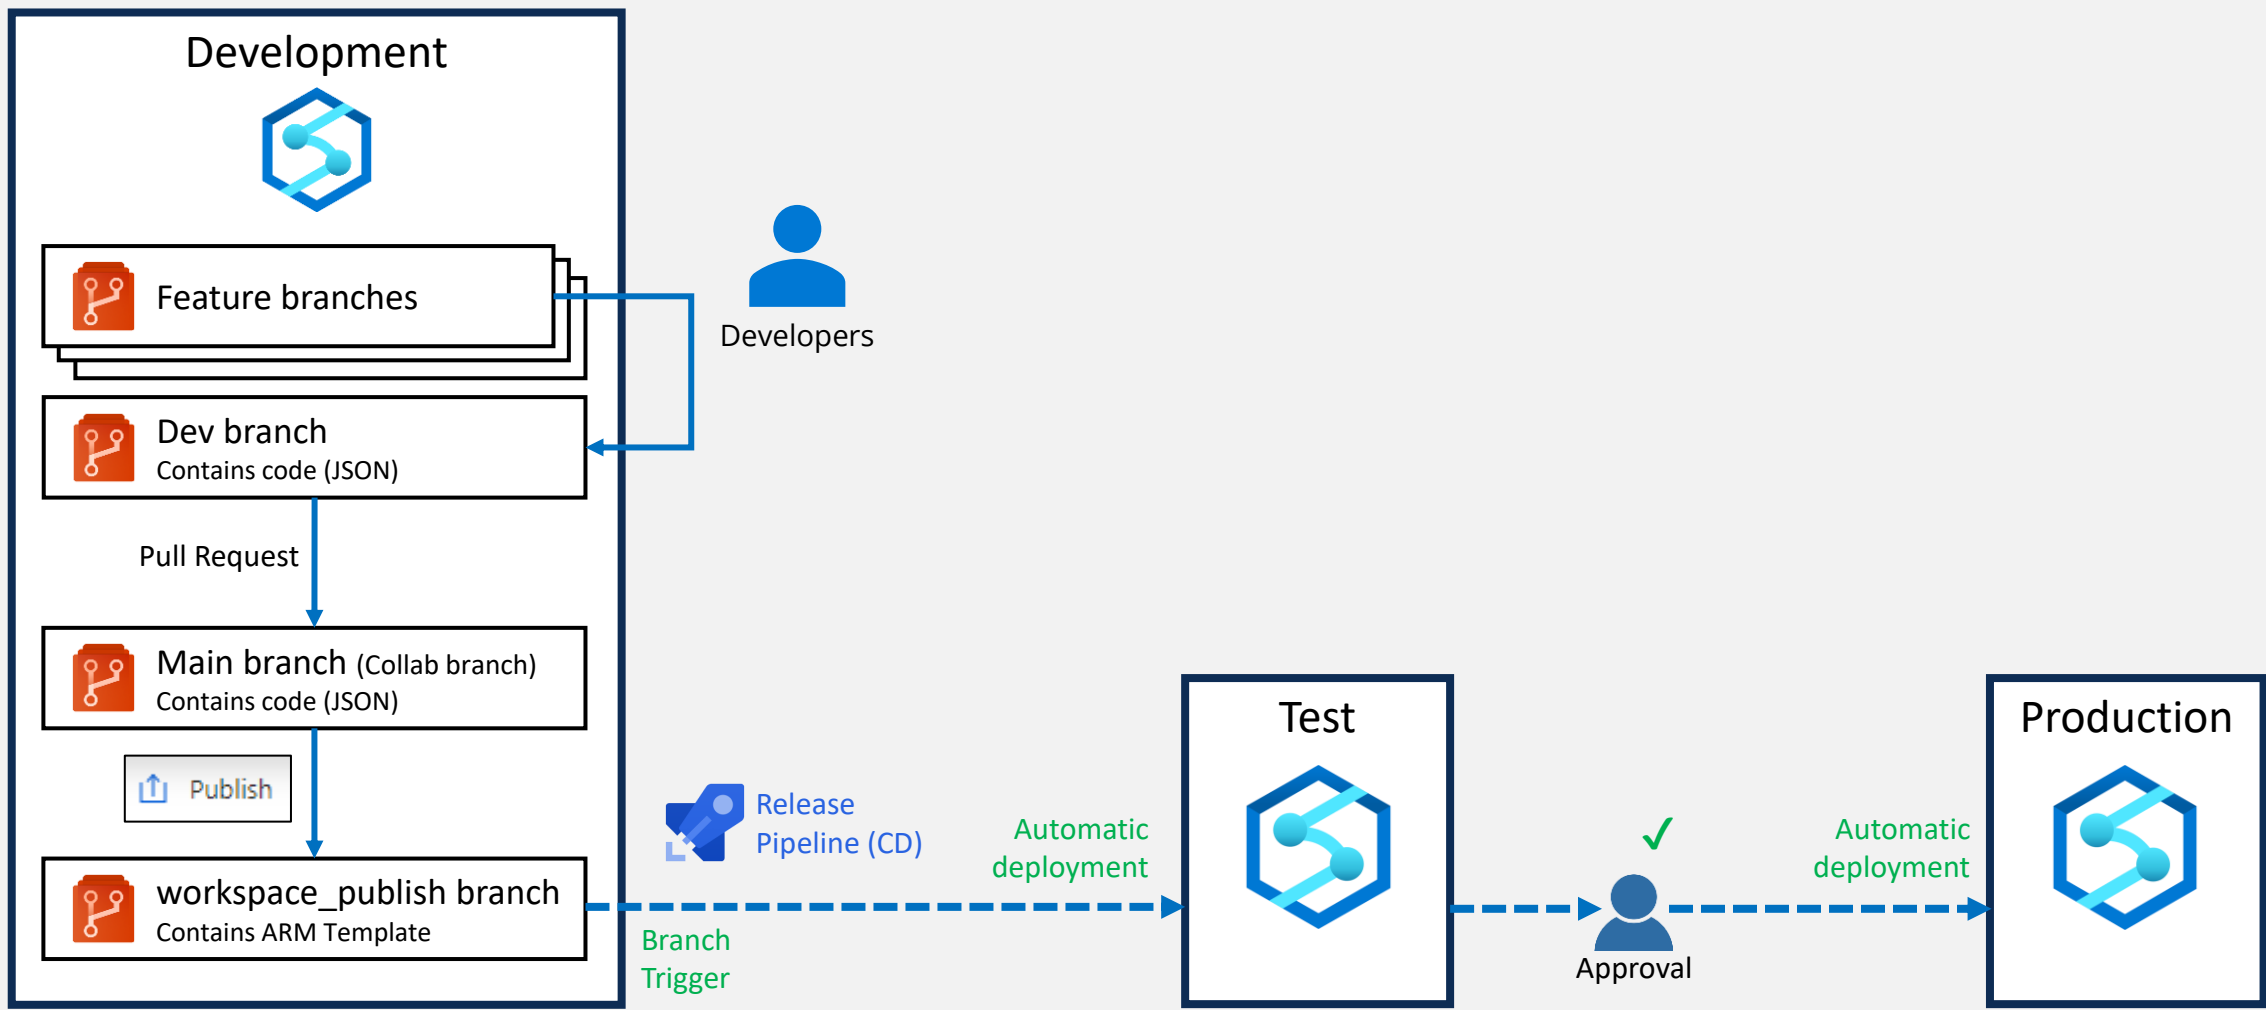 Development
Feature branches
Developers
Dev branch
Contains code (JSON)
Pull Request
Main branch (Collab branch)
Contains code (JSON)
Publish
workspace_publish branch
Contains ARM Template
Release
Pipeline (CD)
Branch
Trigger
Automatic
deployment
Test
Approval
Automatic
deployment
Production